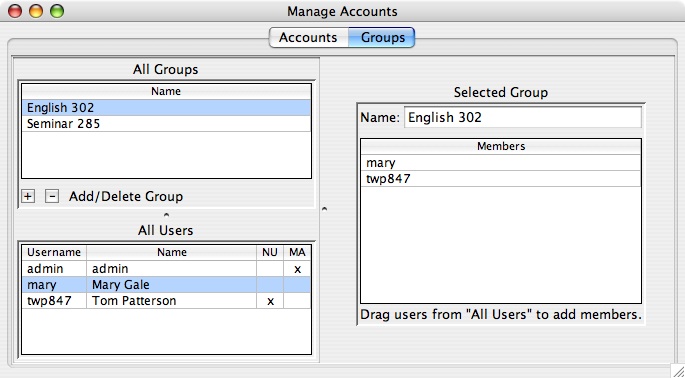 Manage Accounts
Accounts Groups
All Groups
Name
English 302
Seminar 285
+ - Add/Delete Group
All Users
Username Name NU MA
admin admin x
mary Mary Gale
twp847 Tom Patterson x
Selected Group
Name: English 302
Members
mary
twp847
Drag users from "All Users" to add members.